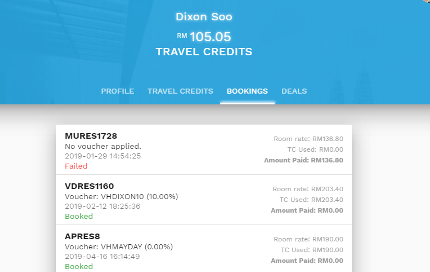 Dixon Soo
RM 105.05
TRAVEL CREDITS
PROFILE TRAVEL CREDITS BOOKINGS DEALS
MURES1728
No voucher applied.
2019-01-29 14:54:25
Failed
Room rate: RM136.80
TC Used: RM0.00
Amount Paid: RM136.80
VDRES1160
Voucher: VHDIXON10 (10.00%)
2019-02-12 18:25:36
Booked
Room rate: RM203.40
TC Used: RM203.40
Amount Paid: RM0.00
APRES8
Voucher: VHMAYDAY (0.00%)
2019-04-16 16:14:49
Booked
Room rate: RM190.00
TC Used: RM190.00
Amount Paid: RM0.00